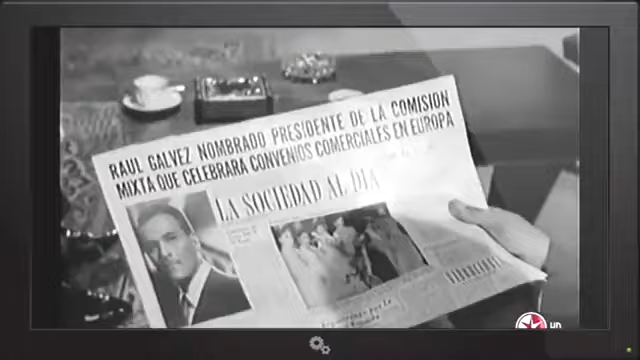 RAUL GALVEZ NOMBRADO PRESIDENTE DE LA COMISION
MIXTA QUE CELEBRARA CONVENIOS COMERCIALES EN EUROPA
LA SOCIEDAD AL DIA